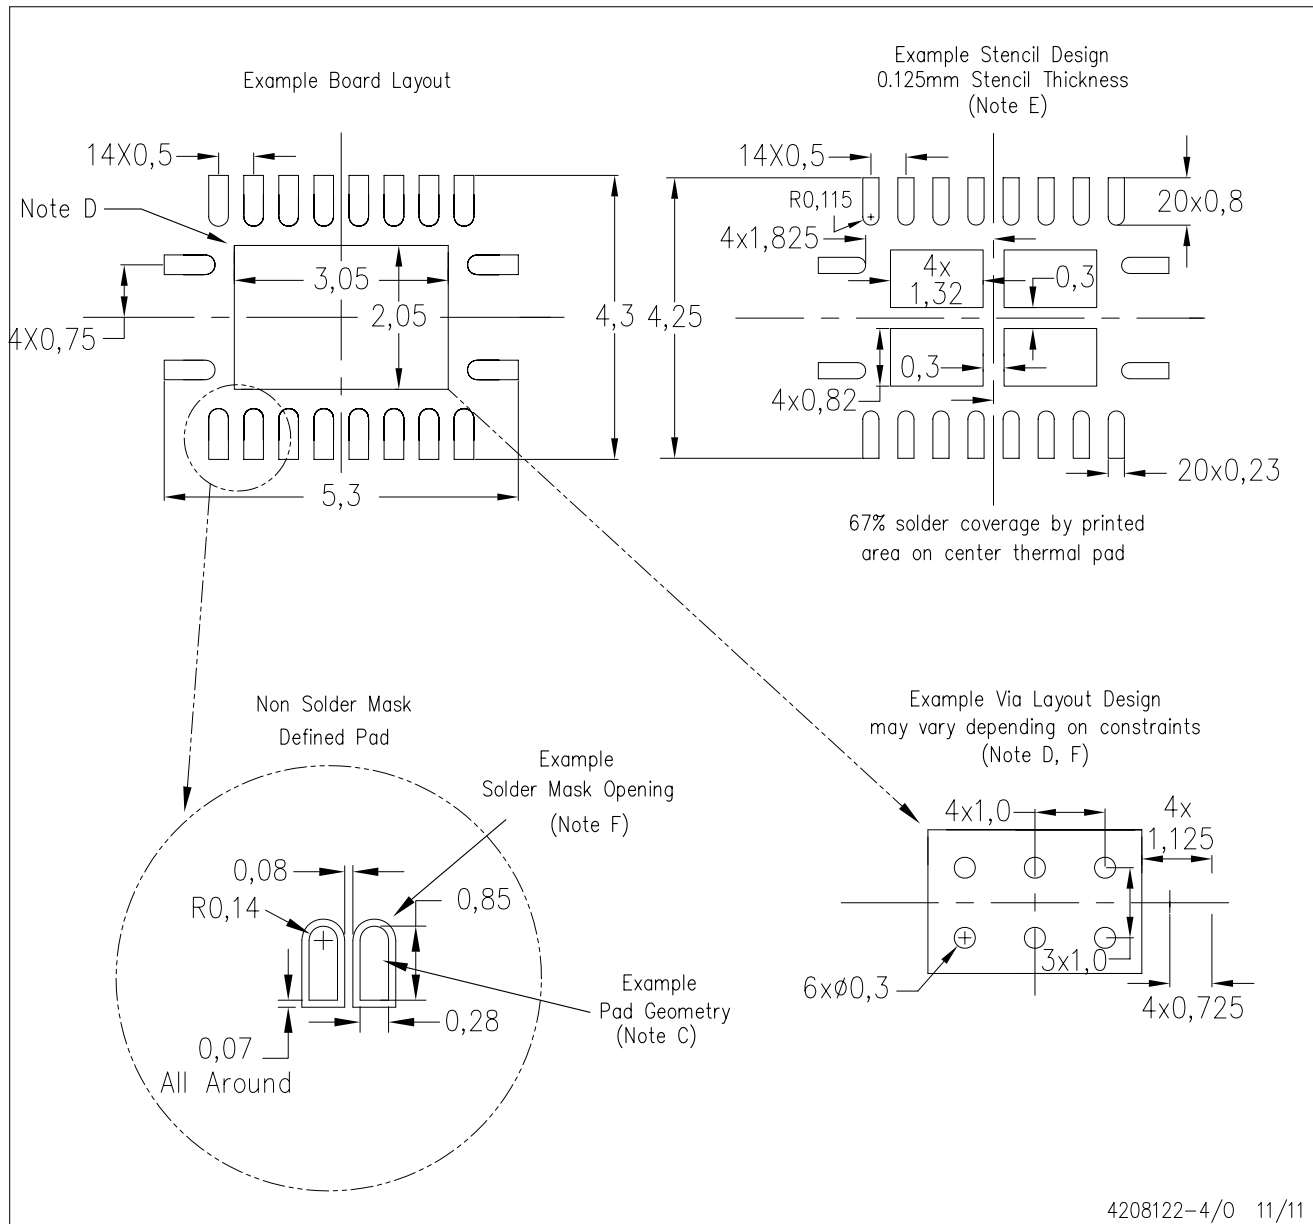 Example Board Layout
14X0,5
Note D
3,05
2,05
4X0,75
4,3
5,3
Example Stencil Design
0.125mm Stencil Thickness
(Note E)
14X0,5
R0,115
20x0,8
4x1,825
4x
1,32
0,3
4,25
0,3
4x0,82
20x0,23
67% solder coverage by printed
area on center thermal pad
Non Solder Mask
Defined Pad
Example
Solder Mask Opening
(Note F)
0,08
R0,14
0,85
0,28
Example
Pad Geometry
(Note C)
0,07
All Around
Example Via Layout Design
may vary depending on constraints
(Note D, F)
4x1,0
4x
1,125
3x1,0
6xø0,3
4x0,725
4208122-4/O 11/11